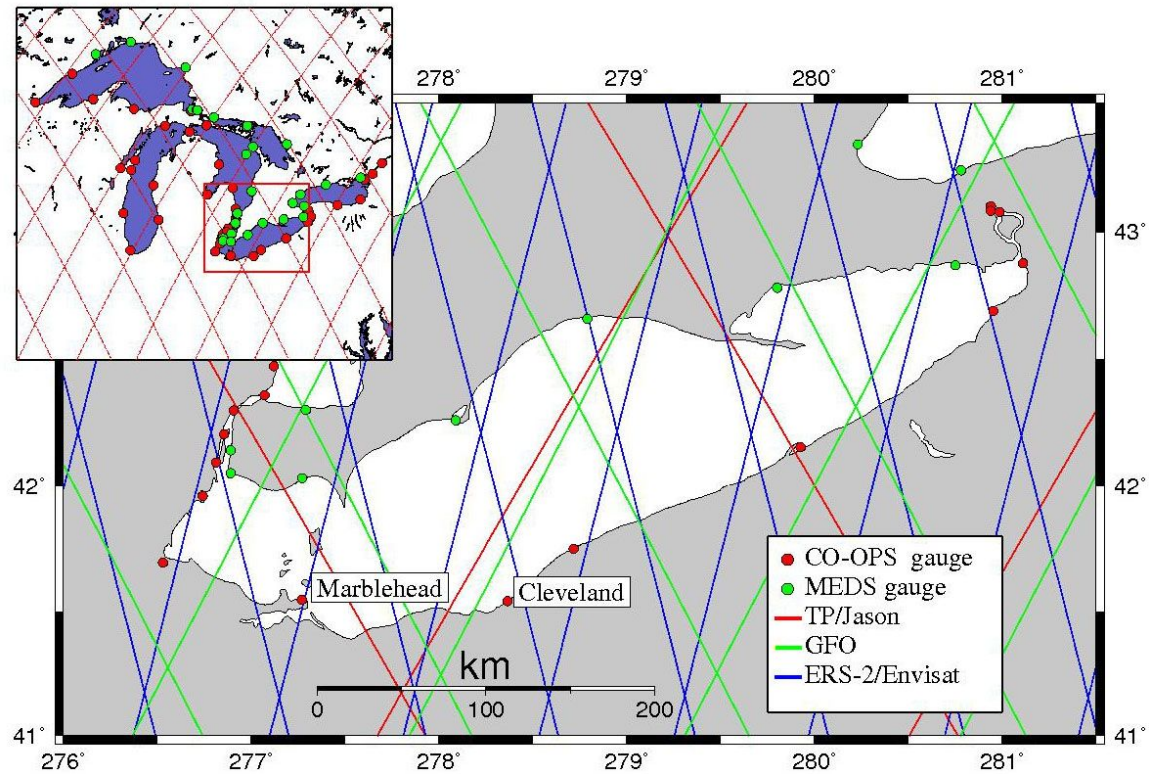 278˚ 279˚ 280˚ 281˚
43˚
42˚ 42˚
Marblehead
Cleveland
CO-OPS gauge
MEDS gauge
TP/Jason
GFO
ERS-2/Envisat
km
0 100 200
41˚ 41˚
276˚ 277˚ 278˚ 279˚ 280˚ 281˚